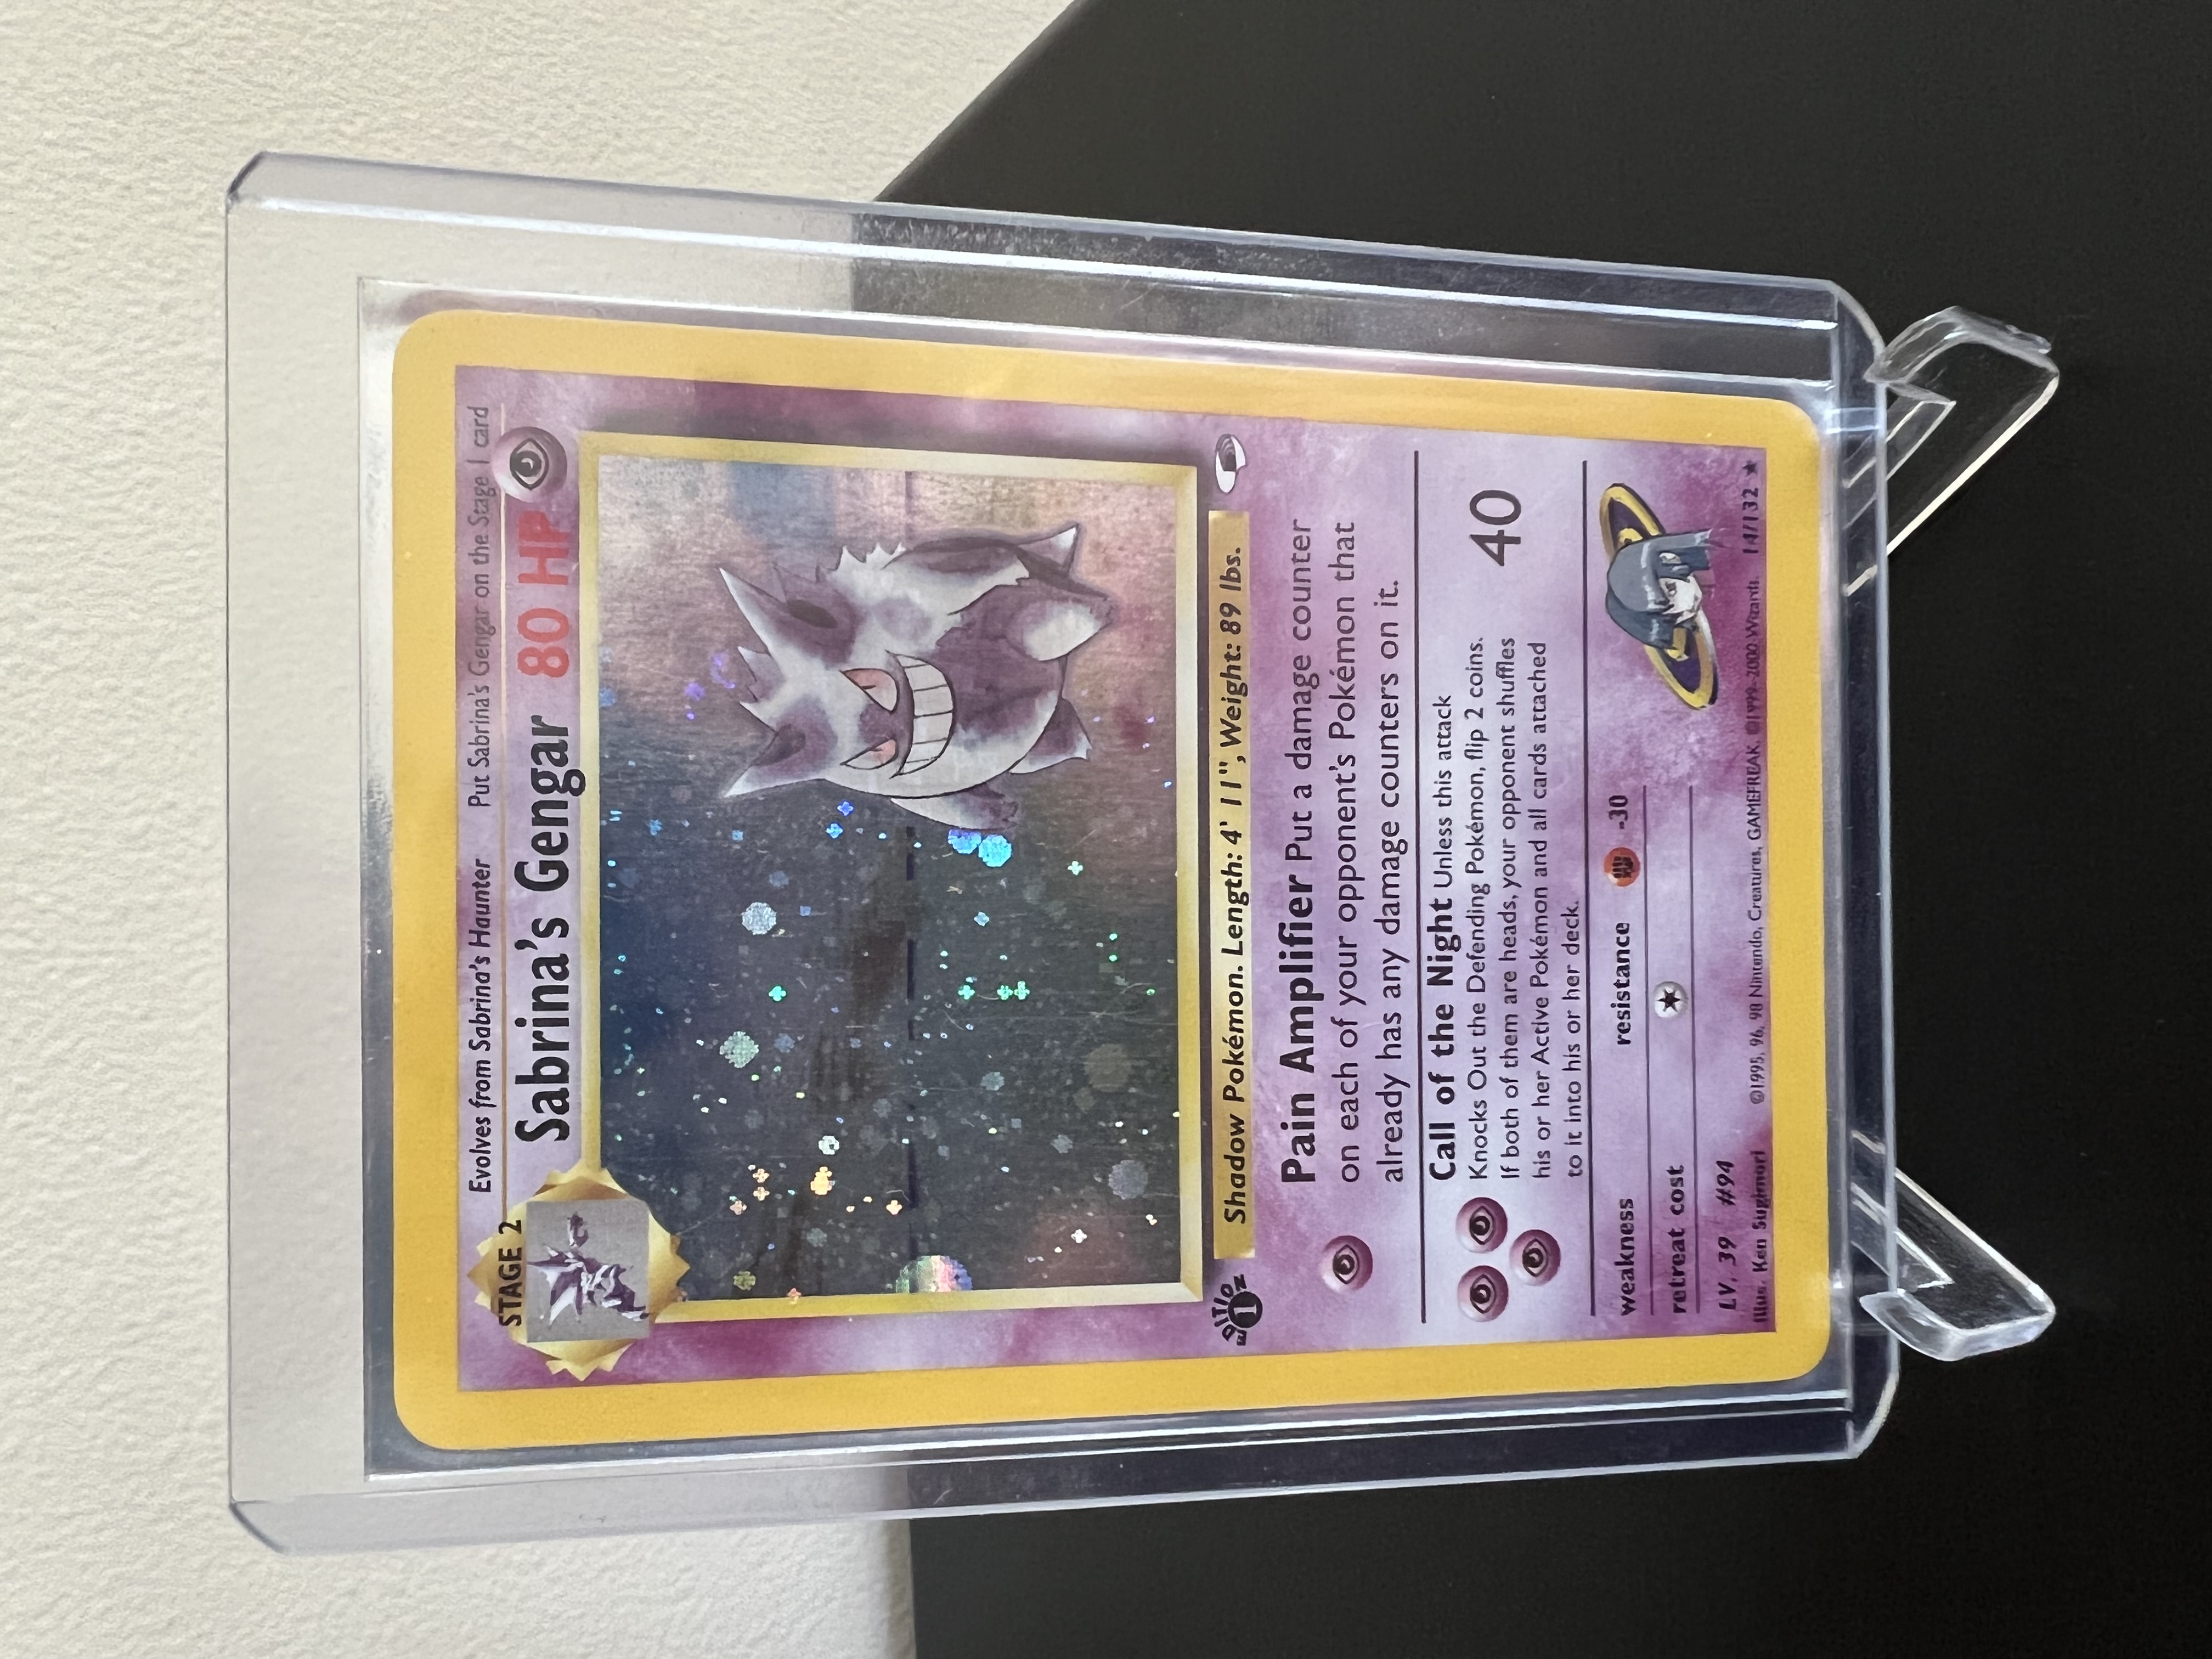 Evolves from Sabrina's Haunter Put Sabrina's Gengar on the Stage 1 card
STAGE 2
Sabrina's Gengar 80 HP
EDITION
1
Shadow Pokémon. Length: 4' 11", Weight: 89 lbs.
Pain Amplifier Put a damage counter
on each of your opponent's Pokémon that
already has any damage counters on it.
Call of the Night Unless this attack
Knocks Out the Defending Pokémon, flip 2 coins.
If both of them are heads, your opponent shuffles
his or her Active Pokémon and all cards attached
to it into his or her deck.
40
weakness resistance -30
retreat cost
LV. 39 #94
Illus. Ken Sugimori ©1995, 96, 98 Nintendo, Creatures, GAMEFREAK. ©1999-2000 Wizards. 14/132 ★